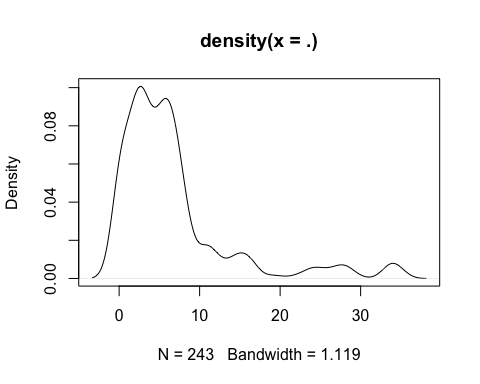 density(x = .)
Density
0.08
0.04
0.00
0 10 20 30
N = 243 Bandwidth = 1.119